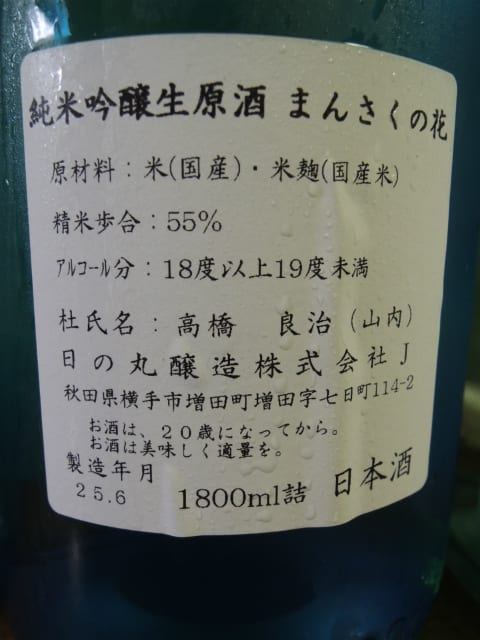 純米吟醸生原酒 まんさくの花
原材料：米(国産)・米麹(国産米)
精米歩合：55%
ｱﾙｺｰﾙ分：18度以上19度未満
杜氏名：高橋 良治（山内）
日の丸醸造株式会社J
秋田県横手市増田町増田字七日町114-2
お酒は、20歳になってから。
お酒は美味しく適量を。
製造年月
25.6
1800ml詰 日本酒